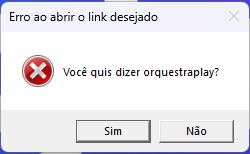 Erro ao abrir o link desejado
Você quis dizer orquestraplay?
Sim
Não